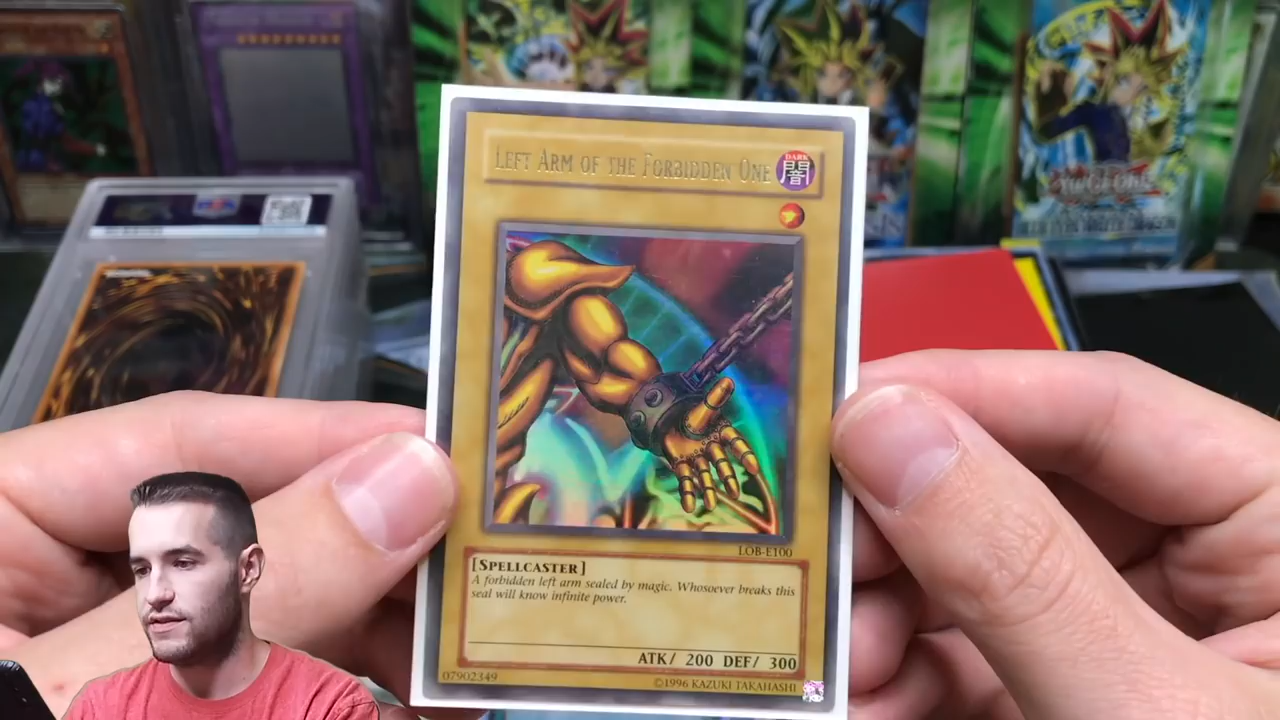 LEFT ARM OF THE FORBIDDEN ONE
DARK
闇
LOB-E100
[SPELLCASTER]
A forbidden left arm sealed by magic. Whosoever breaks this
seal will know infinite power.
ATK/ 200 DEF/ 300
07902349
©1996 KAZUKI TAKAHASHI